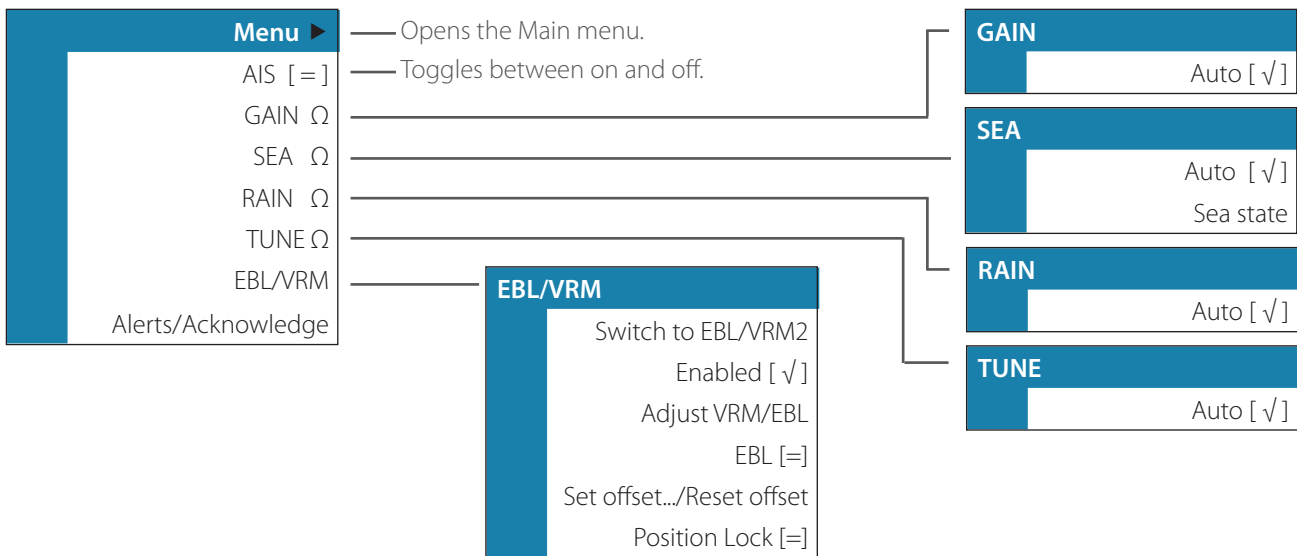 Menu ▶
Opens the Main menu.
AIS [ = ]
Toggles between on and off.
GAIN Ω
SEA Ω
RAIN Ω
TUNE Ω
EBL/VRM
Alerts/Acknowledge
EBL/VRM
Switch to EBL/VRM2
Enabled [ √ ]
Adjust VRM/EBL
EBL [=]
Set offset.../Reset offset
Position Lock [=]
GAIN
Auto [ √ ]
SEA
Auto [ √ ]
Sea state
RAIN
Auto [ √ ]
TUNE
Auto [ √ ]